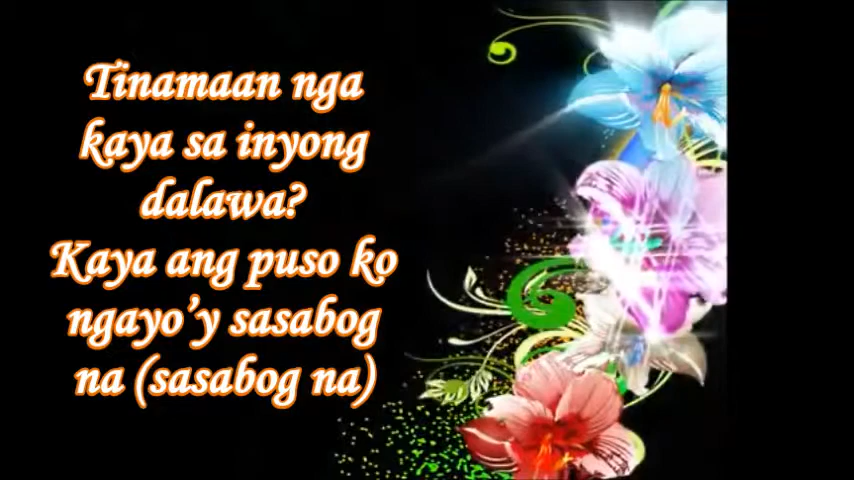 Tinamaan nga
kaya sa inyong
dalawa?
Kaya ang puso ko
ngayo’y sasabog
na (sasabog na)